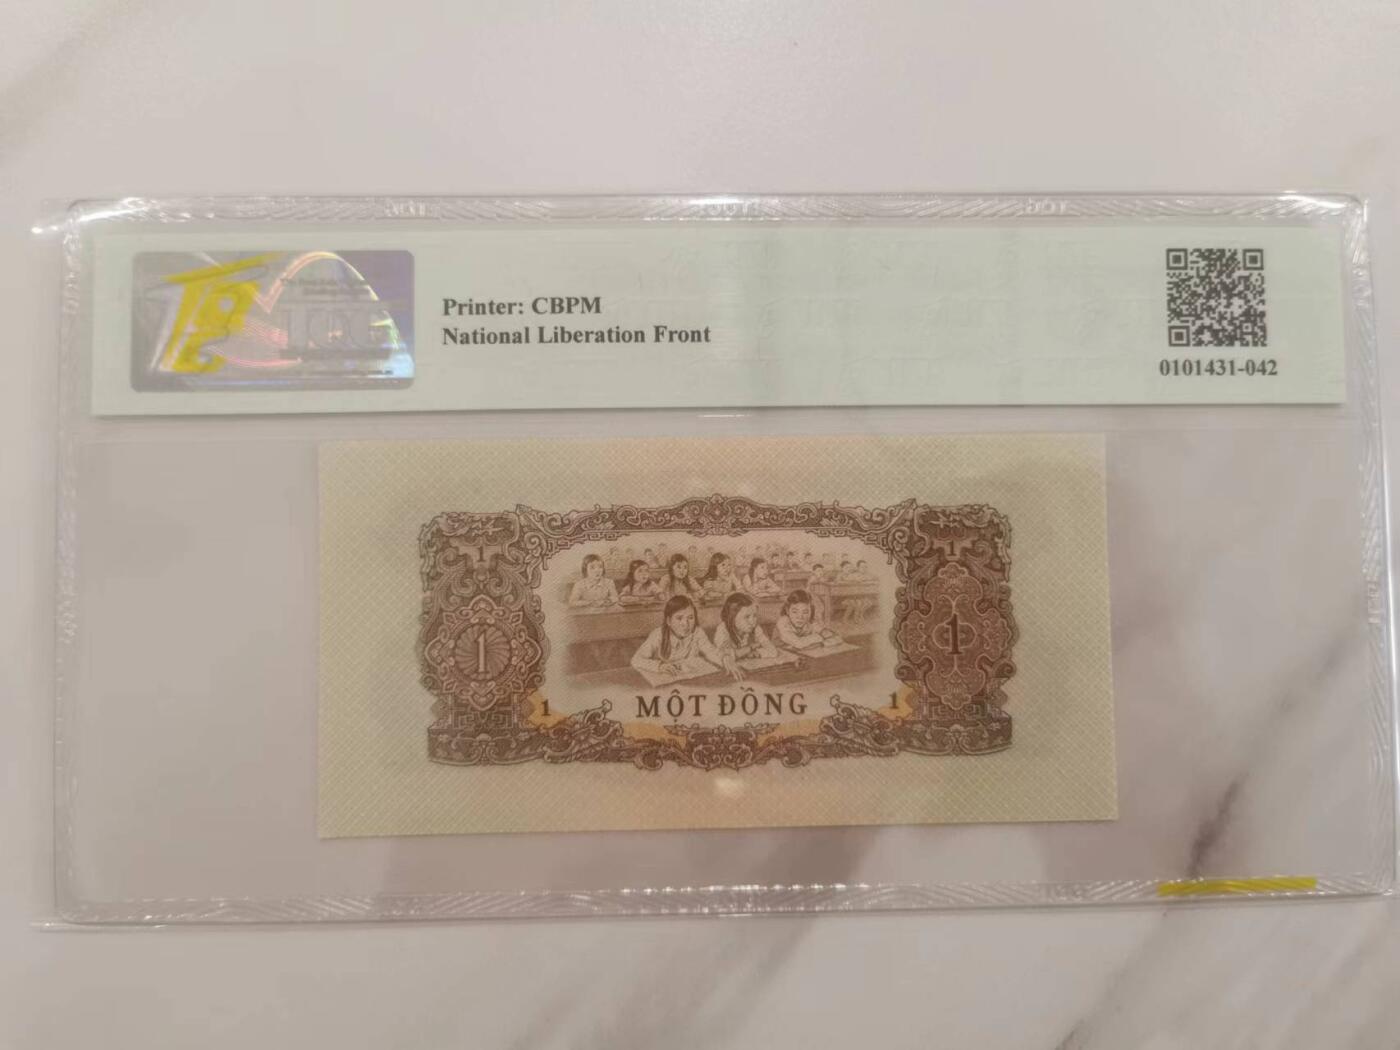 TQG
Printer: CBPM
National Liberation Front
0101431-042
1
1
1
1
1
1
MỘT ĐỒNG